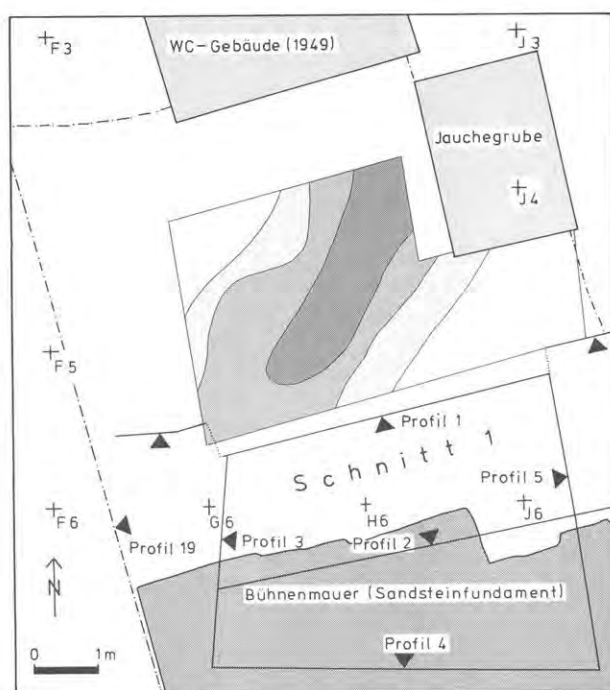 F3
WC-Gebäude (1949)
J3
Jauchegrube
J4
F5
Profil 1
Schnitt 1
Profil 5
F6
G6
H6
J6
Profil 19
Profil 3
Profil 2
N
Bühnenmauer (Sandsteinfundament)
Profil 4
0 1m